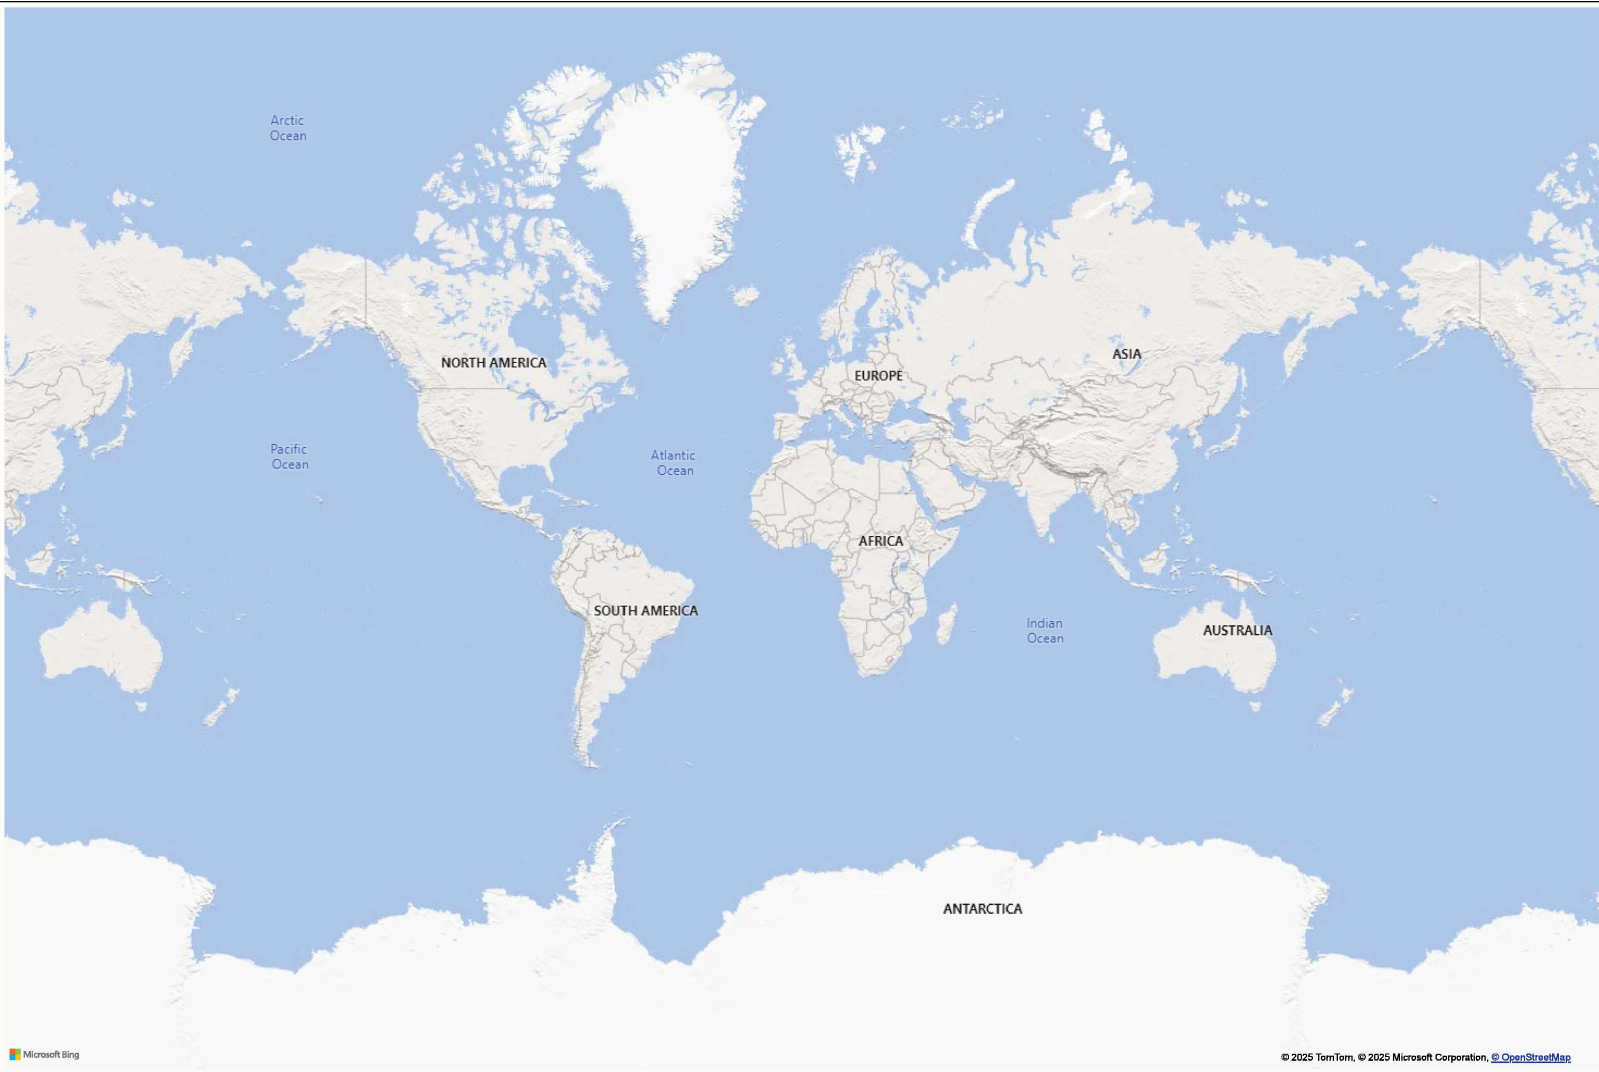 Arctic
Ocean
NORTH AMERICA
ASIA
EUROPE
Pacific
Ocean
Atlantic
Ocean
AFRICA
SOUTH AMERICA
Indian
Ocean
AUSTRALIA
ANTARCTICA
Microsoft Bing
© 2025 TomTom, © 2025 Microsoft Corporation, © OpenStreetMap